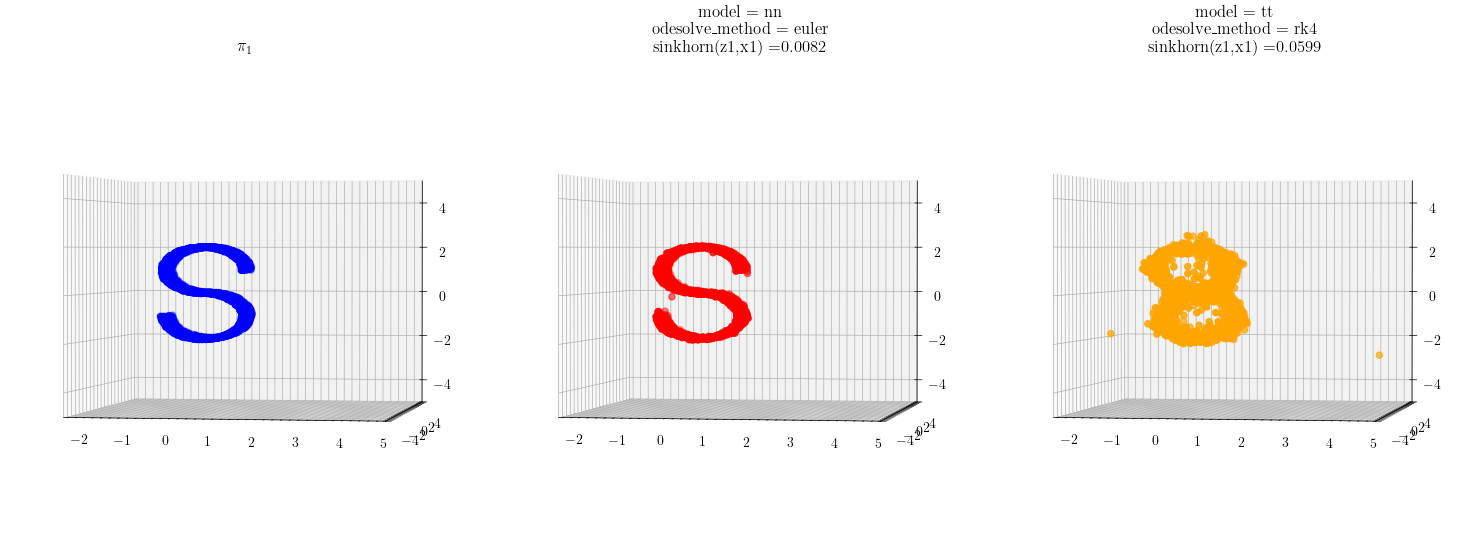 π₁
model = nn
odesolve_method = euler
sinkhorn(z1,x1) =0.0082
model = tt
odesolve_method = rk4
sinkhorn(z1,x1) =0.0599
4
2
0
−2
−4
−2 −1 0 1 2 3 4 5
4
2
0
−2
−4
−2 −1 0 1 2 3 4 5
4
2
0
−2
−4
−2 −1 0 1 2 3 4 5